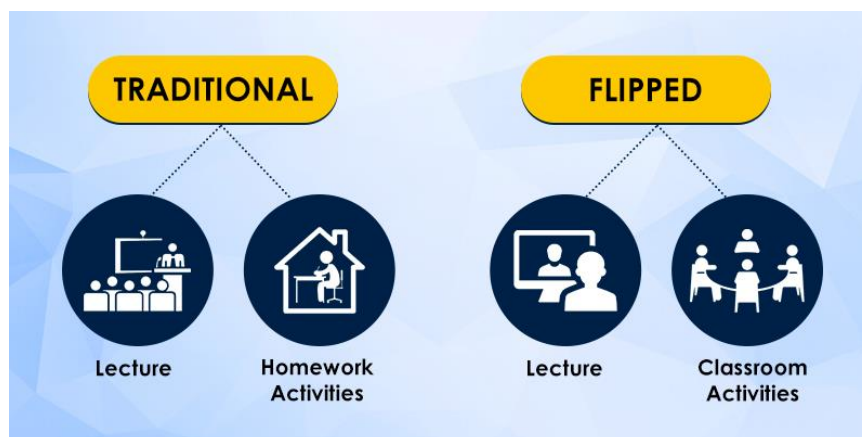 TRADITIONAL
FLIPPED
Lecture
Homework
Activities
Lecture
Classroom
Activities